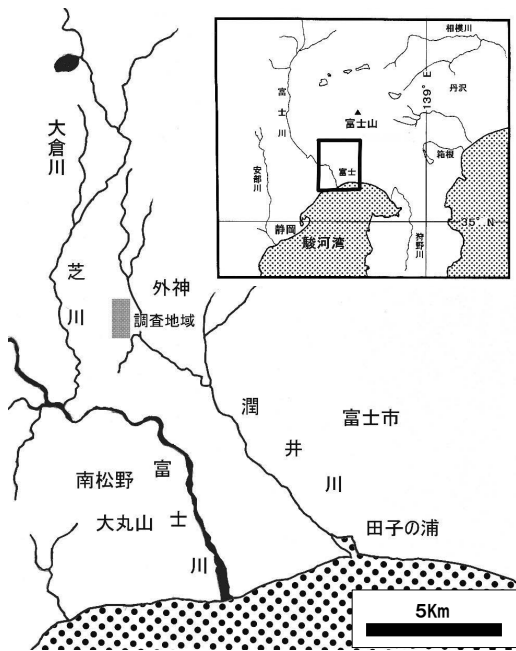 相模川
139° E
丹沢
富士川
富士山
箱根
富士
安部川
静岡
駿河湾
狩野川
35° N
大倉川
芝川
外神
調査地域
潤井川
富士市
南松野
大丸山
富士川
田子の浦
5Km